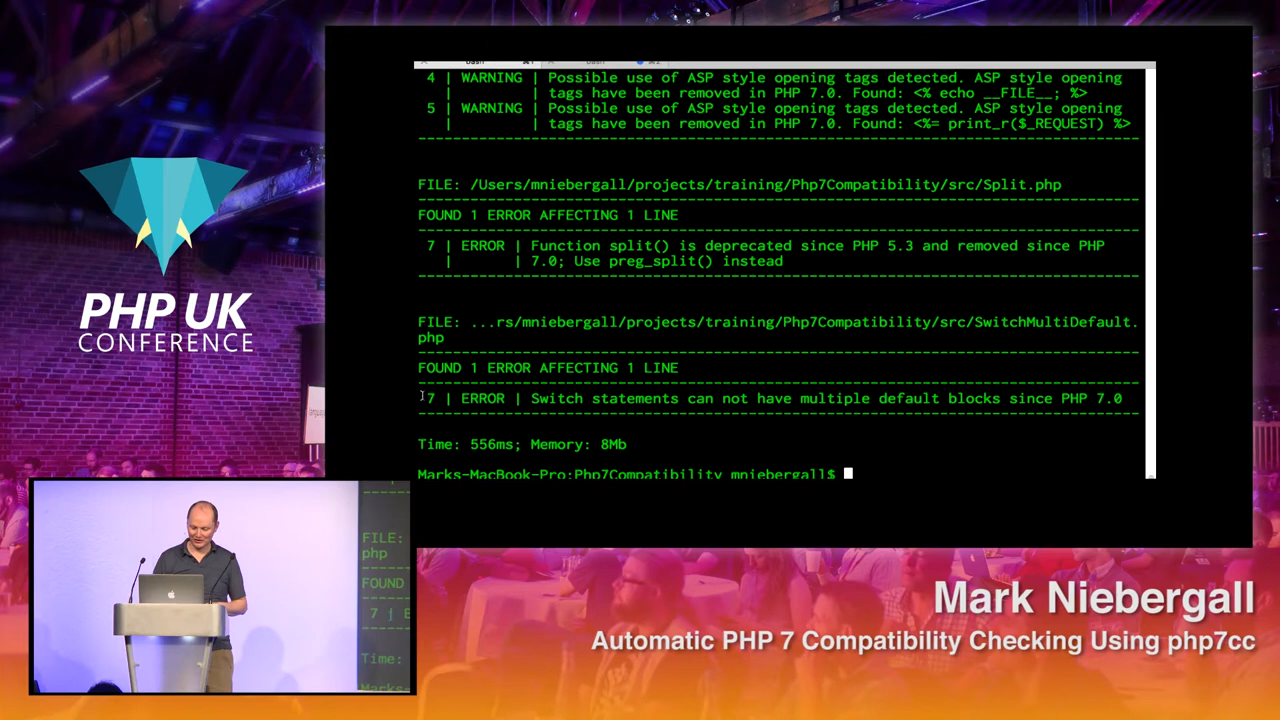 4 | WARNING | Possible use of ASP style opening tags detected. ASP style opening
| | tags have been removed in PHP 7.0. Found: <% echo __FILE__; %>
5 | WARNING | Possible use of ASP style opening tags detected. ASP style opening
| | tags have been removed in PHP 7.0. Found: <%= print_r($_REQUEST) %>
FILE: /Users/mniebergall/projects/training/Php7Compatibility/src/Split.php
FOUND 1 ERROR AFFECTING 1 LINE
7 | ERROR | Function split() is deprecated since PHP 5.3 and removed since PHP
| | 7.0; Use preg_split() instead
FILE: ...rs/mniebergall/projects/training/Php7Compatibility/src/SwitchMultiDefault.
php
FOUND 1 ERROR AFFECTING 1 LINE
7 | ERROR | Switch statements can not have multiple default blocks since PHP 7.0
Time: 556ms; Memory: 8Mb
Marks-MacBook-Pro:Php7Compatibility mniebergall$
PHP UK
CONFERENCE
FILE:
php
FOUND
7 | E
Time:
Marks-
Mark Niebergall
Automatic PHP 7 Compatibility Checking Using php7cc